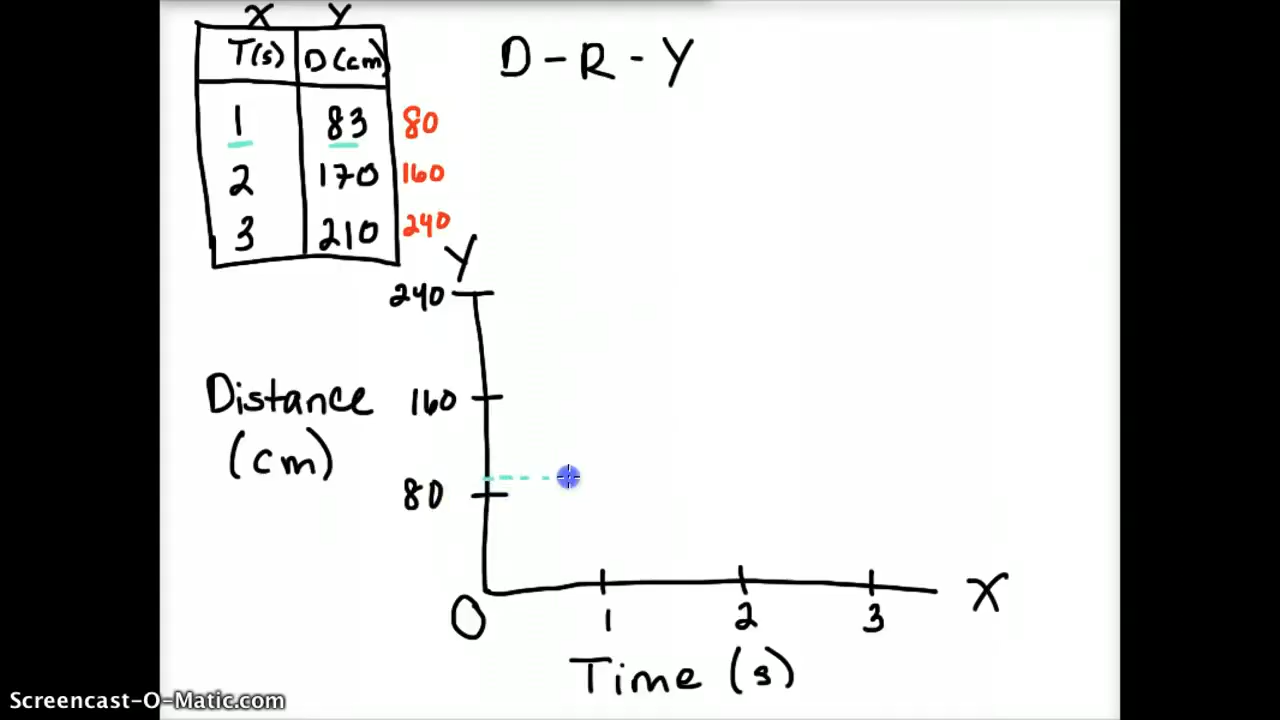 X Y
T(s) D (cm)
1 83 80
2 170 160
3 210 240
D - R - Y
Y
240
160
80
Distance
(cm)
O
1 2 3
X
Time (s)
Screencast-O-Matic.com